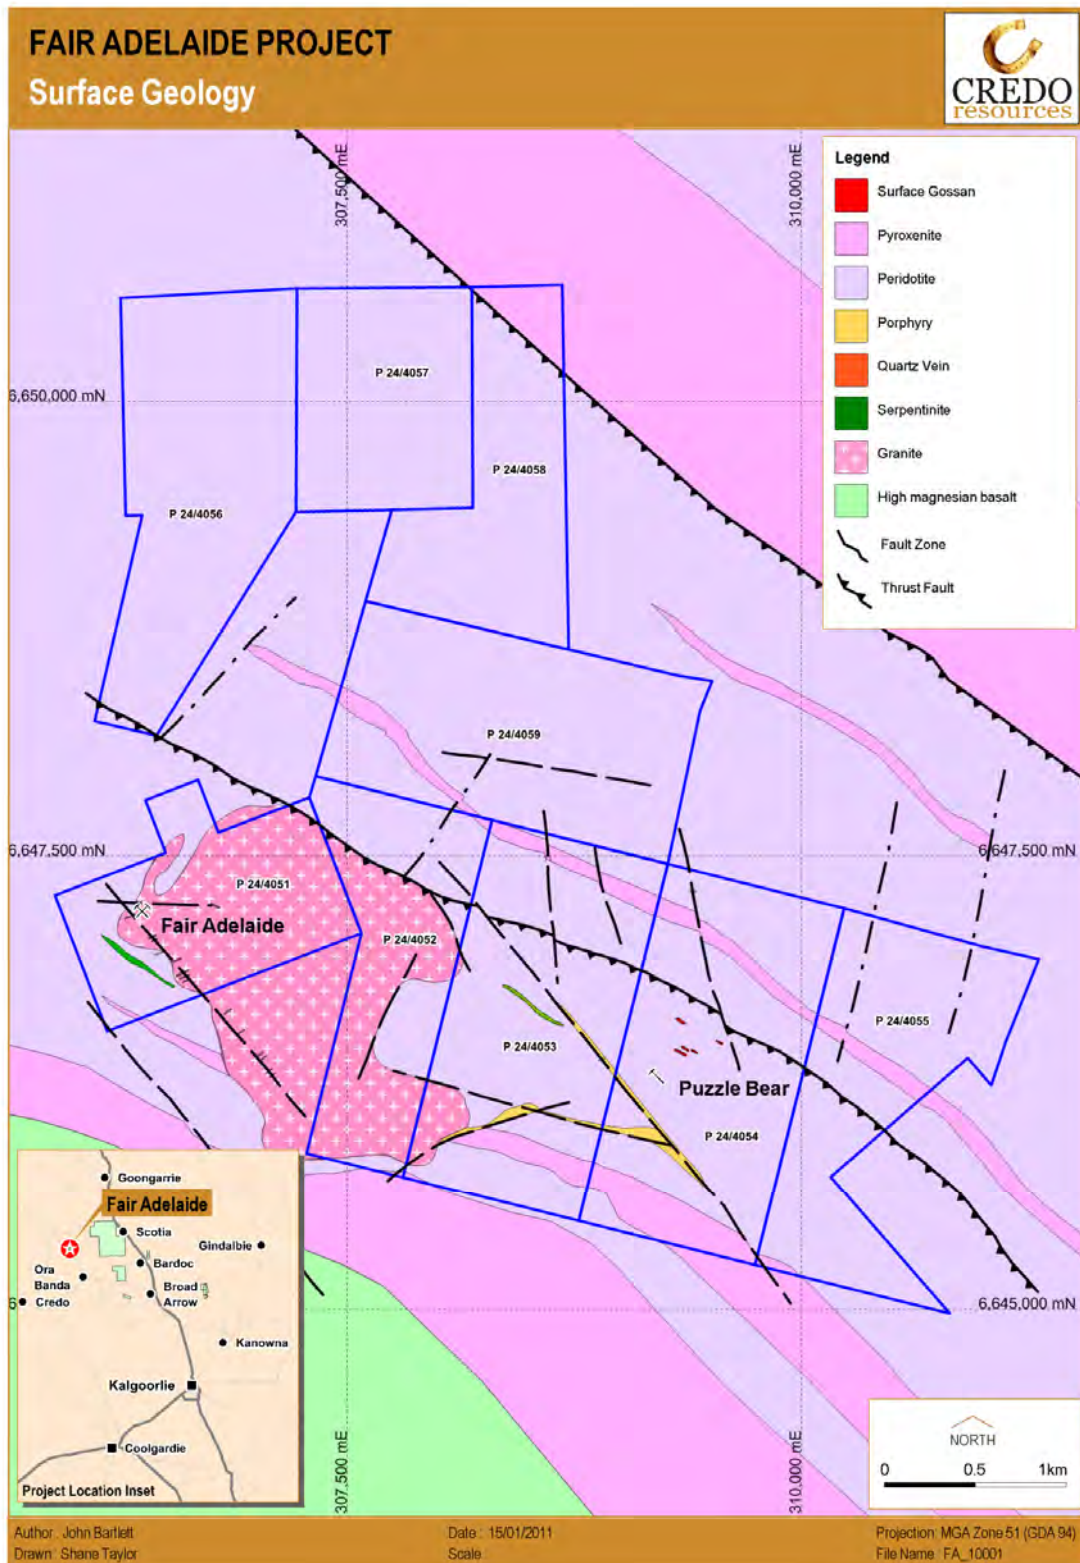 FAIR ADELAIDE PROJECT
Surface Geology
CREDO
resources
307,500 mE
310,000 mE
Legend
Surface Gossan
Pyroxenite
Peridotite
Porphyry
Quartz Vein
Serpentinite
Granite
High magnesian basalt
Fault Zone
Thrust Fault
P 24/4057
6,650,000 mN
P 24/4058
P 24/4056
P 24/4059
6,647,500 mN
6,647,500 mN
P 24/4051
Fair Adelaide
P 24/4052
P 24/4055
P 24/4053
Puzzle Bear
P 24/4054
Goongarrie
Fair Adelaide
Scotia
Gindalbie
Bardoc
Ora
Banda
Broad
Arrow
Credo
6,645,000 mN
Kanowna
Kalgoorlie
Coolgardie
Project Location Inset
307,500 mE
310,000 mE
NORTH
0 0.5 1km
Author : John Bartlett
Drawn : Shane Taylor
Date : 15/01/2011
Scale :
Projection: MGA Zone 51 (GDA 94)
File Name : FA_10001